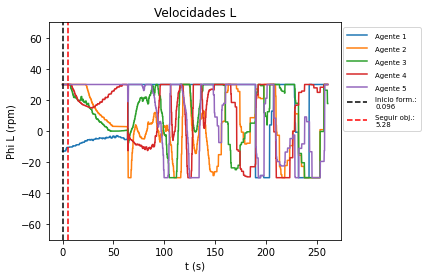 Velocidades L
Phi L (rpm)
60
40
20
0
−20
−40
−60
0
50
100
150
200
250
t (s)
Agente 1
Agente 2
Agente 3
Agente 4
Agente 5
Inicio form.:
0.096
Seguir obj.:
5.28